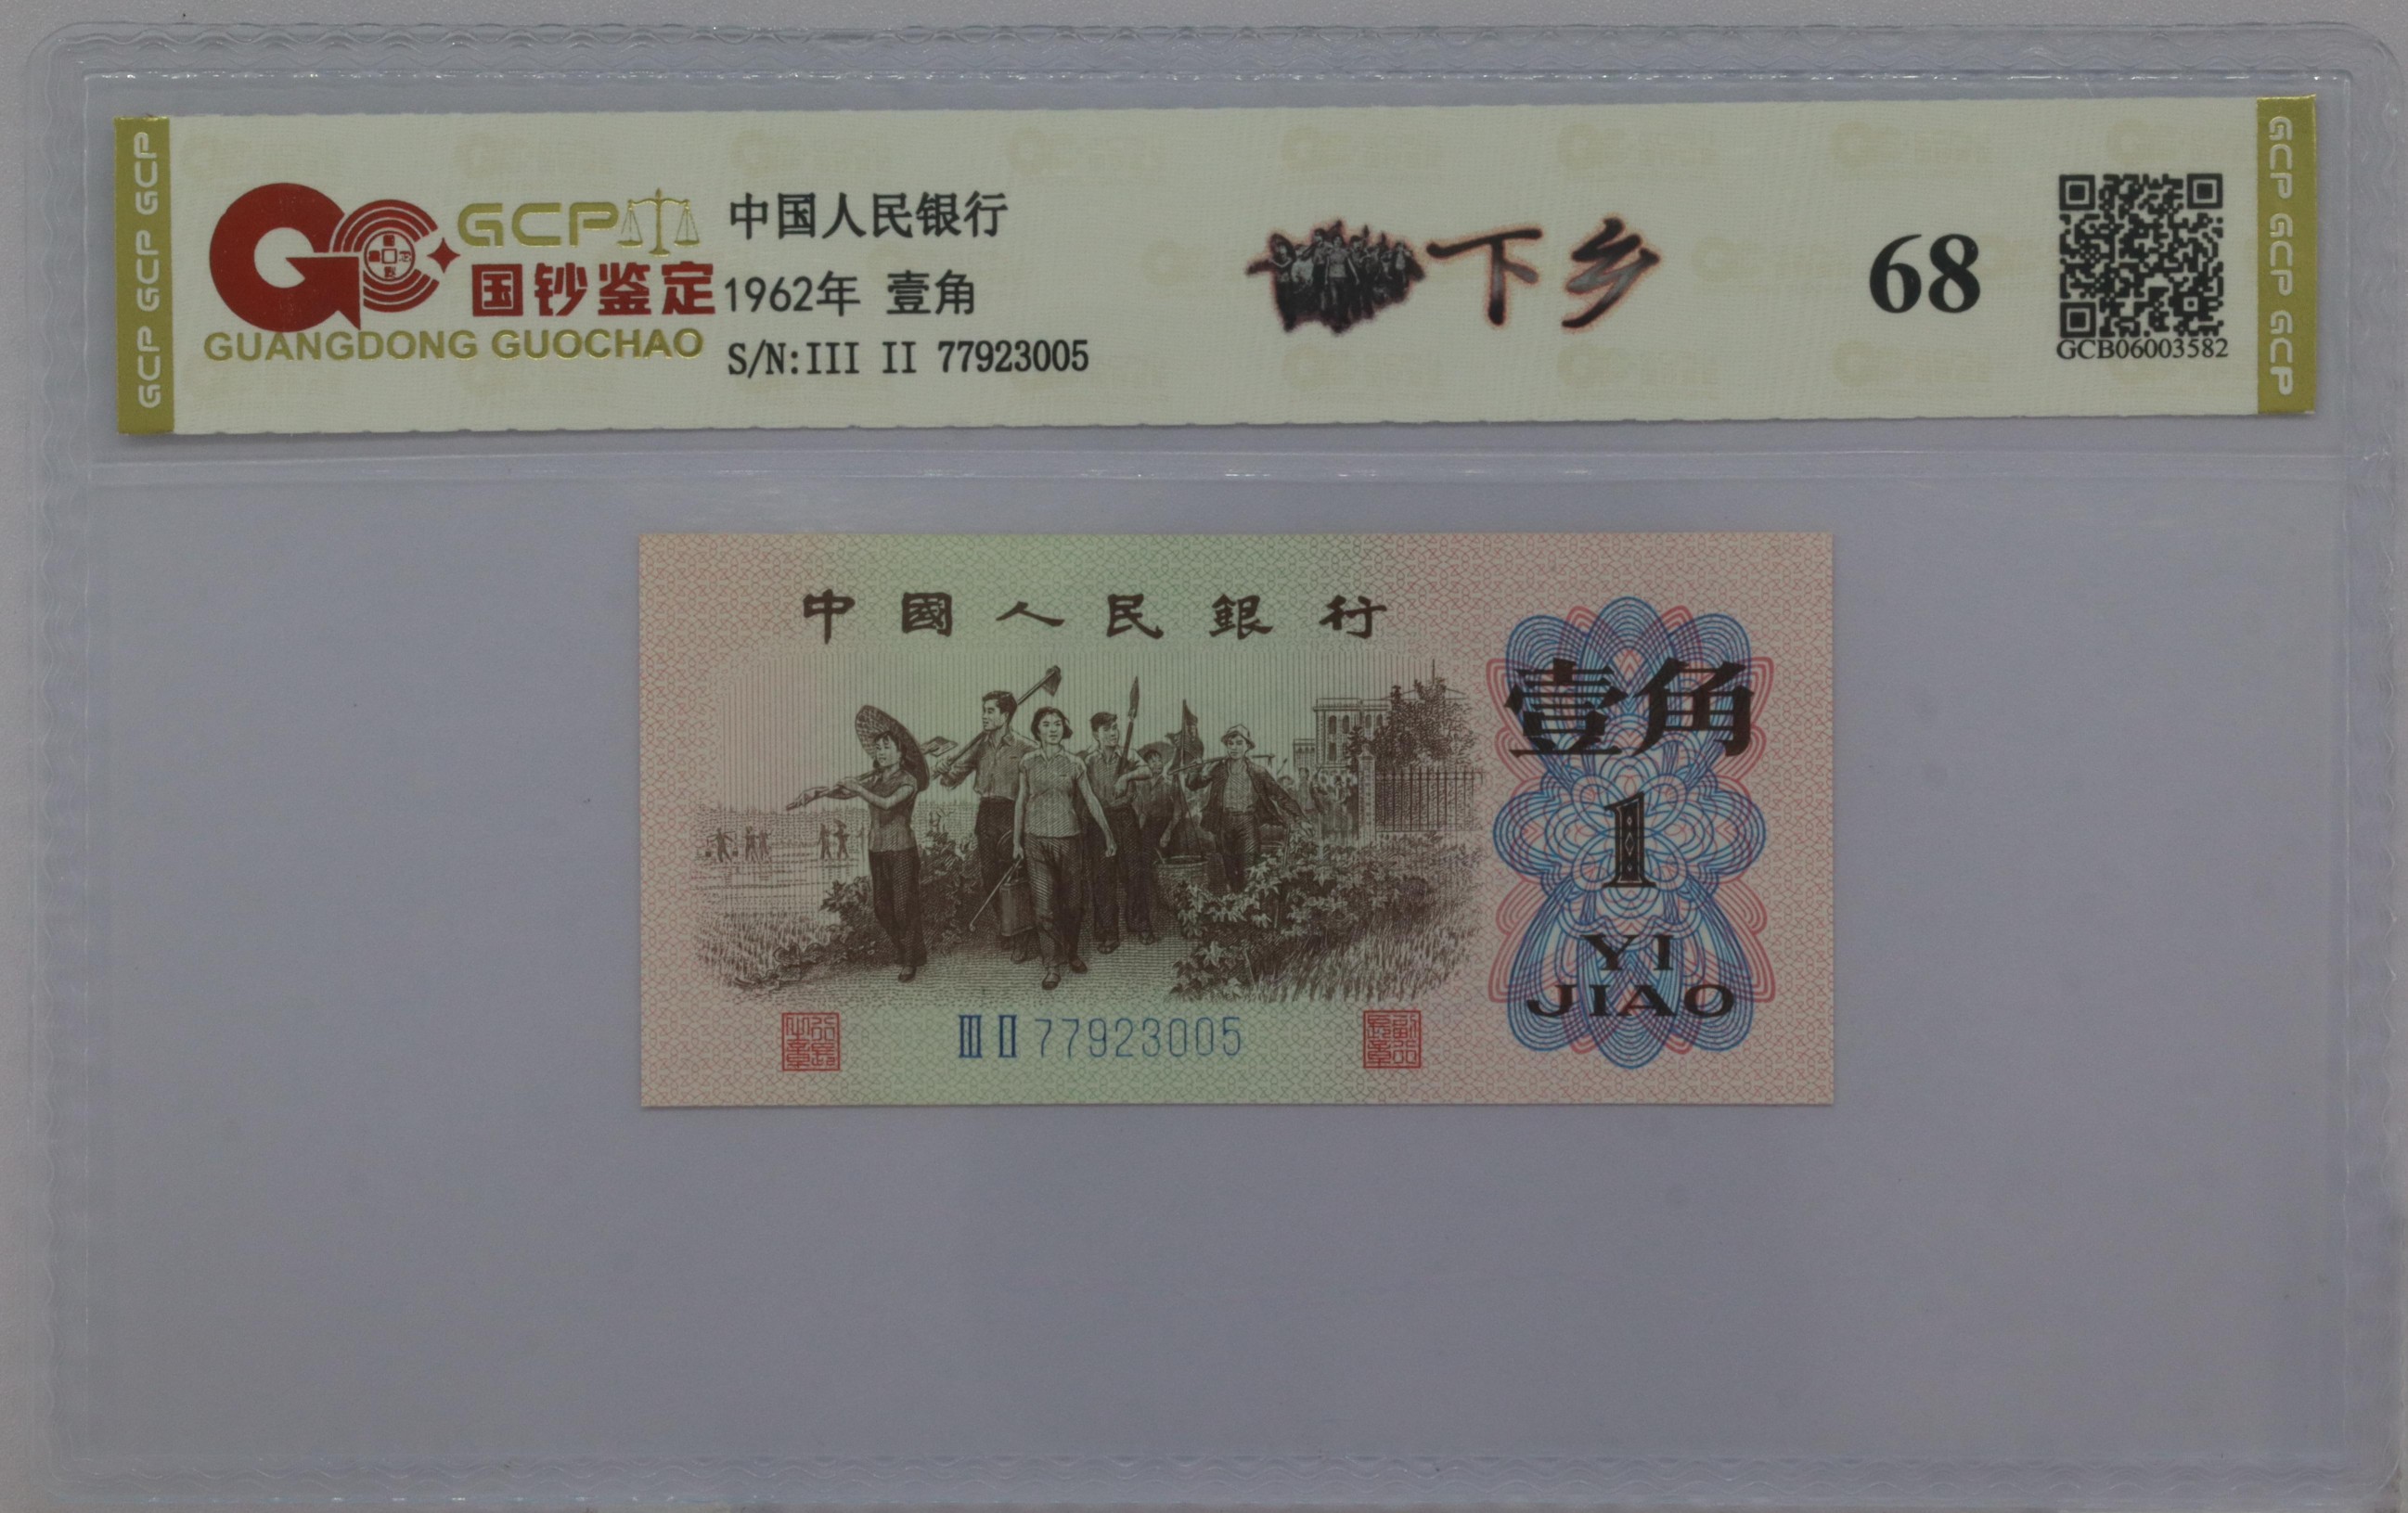 GCP GCP GCP
GCP
国钞鉴定
GUANGDONG GUOCHAO
中国人民银行
1962年 壹角
S/N:III II 77923005
下乡
68
GCB06003582
GCP GCP GCP
中國人民銀行
壹角
1
YI
JIAO
III II 77923005